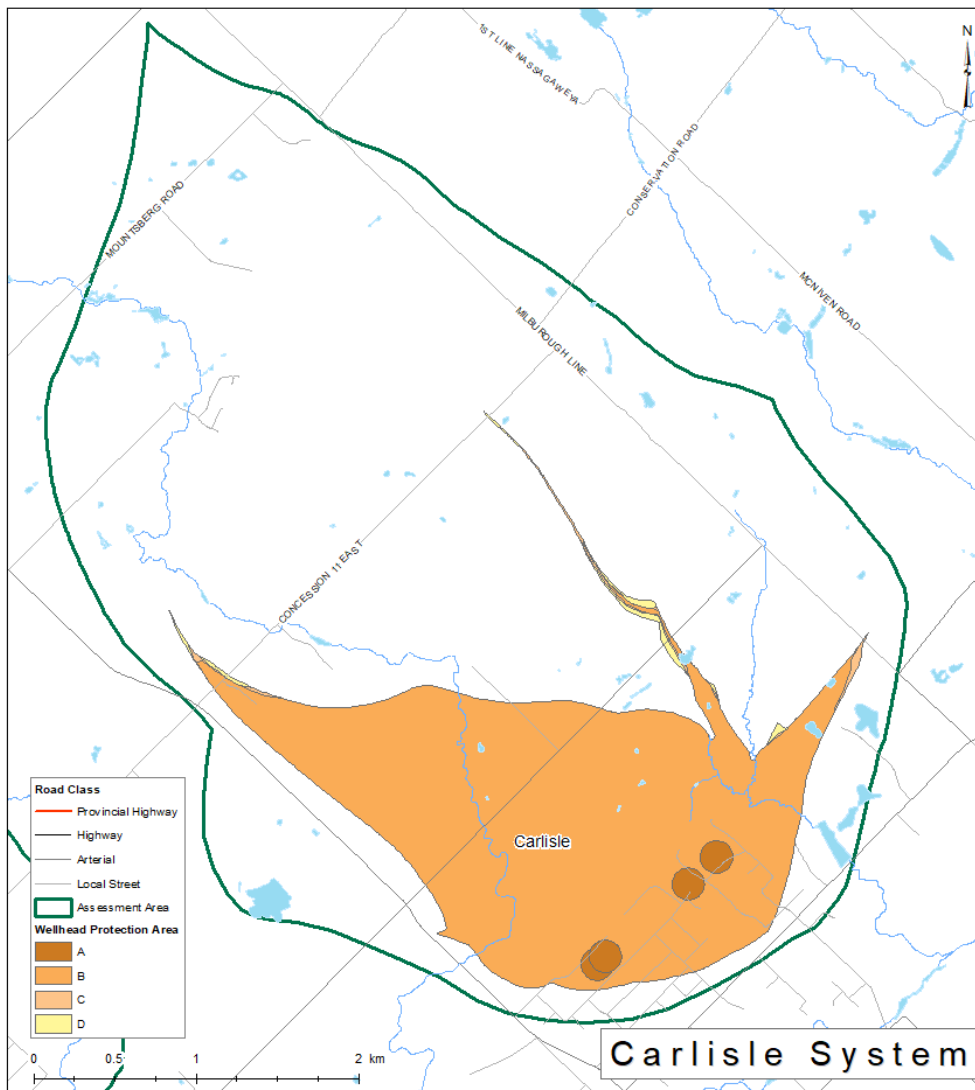 1ST LINE NASSAGAWEYA
N
CONSERVATION ROAD
MOUNTSBERG ROAD
MCNIVEN ROAD
MILBUROUGH LINE
CONCESSION 11 EAST
Carlisle
Road Class
Provincial Highway
Highway
Arterial
Local Street
Assessment Area
Wellhead Protection Area
A
B
C
D
0 0.5 1 2 km
Carlisle System